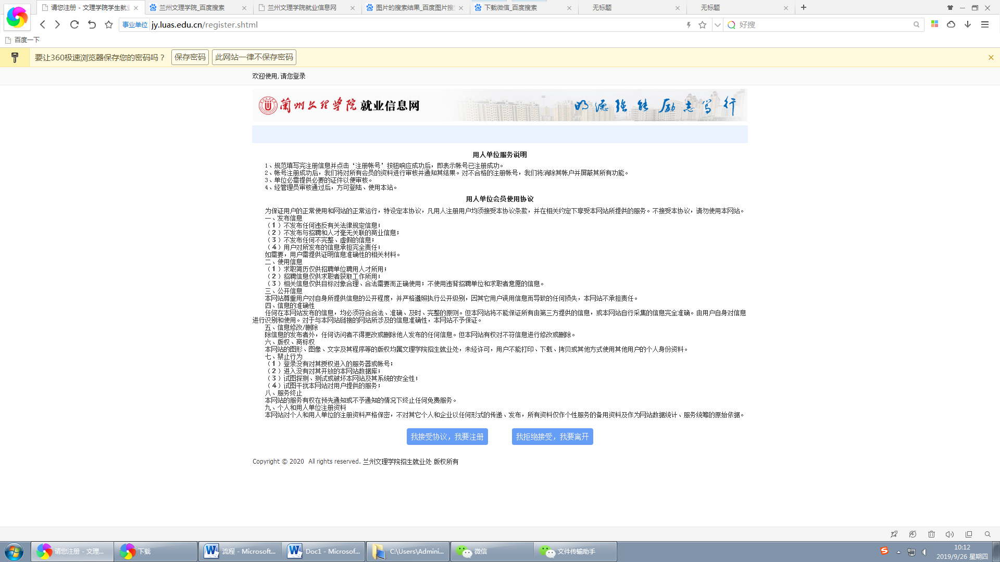 请您注册 - 文理学院学生就业
兰州文理学院_百度搜索
兰州文理学院就业信息网
图片的搜索结果_百度图片搜索
下载微信_百度搜索
无标题
无标题
事业单位 jy.luas.edu.cn/register.shtml
好搜
百度一下
要让360极速浏览器保存您的密码吗？ 保存密码 此网站一律不保存密码
欢迎使用, 请您登录
兰州文理学院 就业信息网 明德强能 励志笃行
用人单位服务说明
1、规范填写完注册信息并点击‘注册帐号’按钮响应成功后，即表示帐号已注册成功。
2、帐号注册成功后，我们将对所有会员的资料进行审核并通知其结果。对不合格的注册帐号，我们将消除其帐户并屏蔽其所有功能。
3、单位必需提供必要的证件以便审核。
4、经管理员审核通过后，方可登陆、使用本站。
用人单位会员使用协议
为保证用户的正常使用和网站的正常运行，特设定本协议，凡用人注册用户均须接受本协议条款，并在相关约定下享受本网站所提供的服务。不接受本协议，请勿使用本网站。
一、发布信息
（１）不发布任何违反有关法律规定信息；
（２）不发布与招聘和人才毫无关联的商业信息；
（３）不发布任何不完整、虚假的信息；
（４）用户对所发布的信息承担完全责任；
如需要，用户需提供证明信息准确性的相关材料。
二、使用信息
（１）求职简历仅供招聘单位聘用人才所用；
（２）招聘信息仅供求职者获取工作所用；
（３）相关信息仅供目标对象合理、合法需要而正确使用；不使用违背招聘单位和求职者意愿的信息。
三、公开信息
本网站尊重用户对自身所提供信息的公开程度，并严格遵照执行公开级别，因其它用户误用信息而导致的任何损失，本网站不承担责任。
四、信息的准确性
任何在本网站发布的信息，均必须符合合法、准确、及时、完整的原则。但本网站将不能保证所有由第三方提供的信息，或本网站自行采集的信息完全准确。由用户自身对信息
进行识别和使用。对于与本网站链接的网站所涉及的信息准确性，本网站不予保证。
五、信息修改/删除
除信息的发布者外，任何访问者不得更改或删除他人发布的任何信息。但本网站有权对不符信息进行修改或删除。
六、版权、商标权
本网站的图形、图像、文字及其程序等的版权均属文理学院招生就业处，未经许可，用户不能打印、下载、拷贝或其他方式使用其他用户的个人身份资料。
七、禁止行为
（１）登录没有对其授权进入的服务器或帐号；
（２）进入没有对其开放的本网站数据库；
（３）试图探测、测试或破坏本网站及其系统的安全性；
（４）试图干扰本网站对用户提供的服务；
八、服务终止
本网站的服务有权在预先通知或不予通知的情况下终止任何免费服务。
九、个人和用人单位注册资料
本网站对个人和用人单位的注册资料严格保密，不对其它个人和企业以任何形式的传递、发布，所有资料仅作个性服务的备用资料及作为网站数据统计、服务统筹的原始依据。
我接受协议，我要注册 我拒绝接受，我要离开
Copyright © 2020 All rights reserved. 兰州文理学院招生就业处 版权所有
请您注册 - 文理...
下载
流程 - Microsoft...
Doc1 - Microsof...
C:\Users\Admini...
微信
文件传输助手
10:12
2019/9/26 星期四